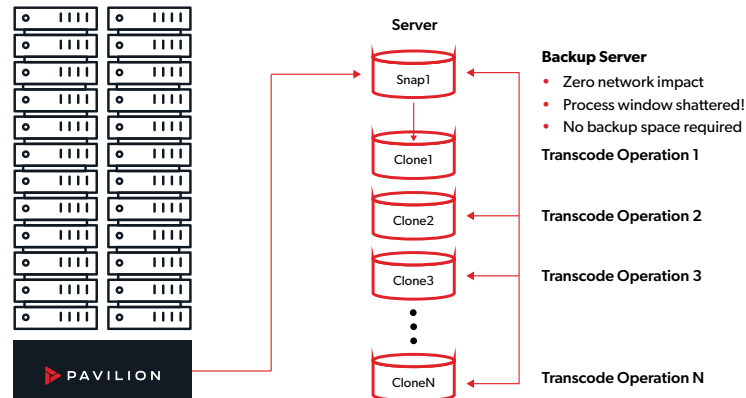 Server
Snap1
Backup Server
• Zero network impact
• Process window shattered!
• No backup space required
Clone1
Transcode Operation 1
Clone2
Transcode Operation 2
Clone3
Transcode Operation 3
PAVILION
CloneN
Transcode Operation N